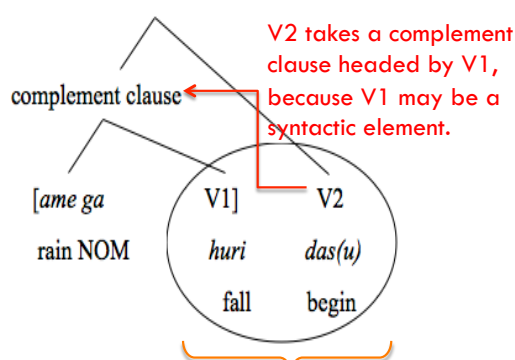 V2 takes a complement
clause headed by V1,
because V1 may be a
syntactic element.
complement clause
[ame ga V1] V2
rain NOM huri das(u)
fall begin